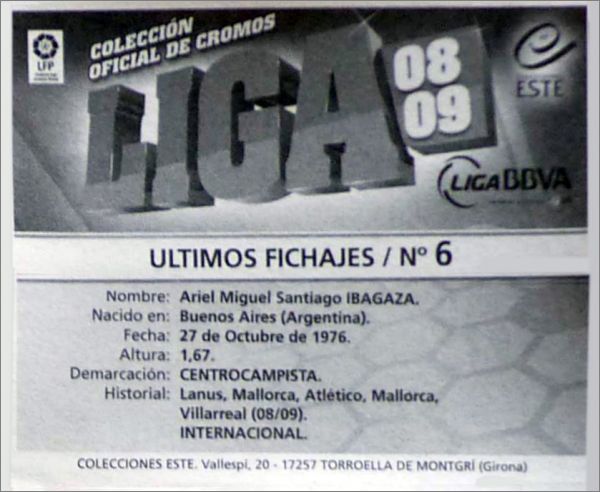 LFP
COLECCIÓN
OFICIAL DE CROMOS
LIGA
08
09
ESTE
LIGA BBVA
ULTIMOS FICHAJES / Nº 6
Nombre: Ariel Miguel Santiago IBAGAZA.
Nacido en: Buenos Aires (Argentina).
Fecha: 27 de Octubre de 1976.
Altura: 1,67.
Demarcación: CENTROCAMPISTA.
Historial: Lanus, Mallorca, Atlético, Mallorca,
Villarreal (08/09).
INTERNACIONAL.
COLECCIONES ESTE. Vallespí, 20 - 17257 TORROELLA DE MONTGRÍ (Girona)